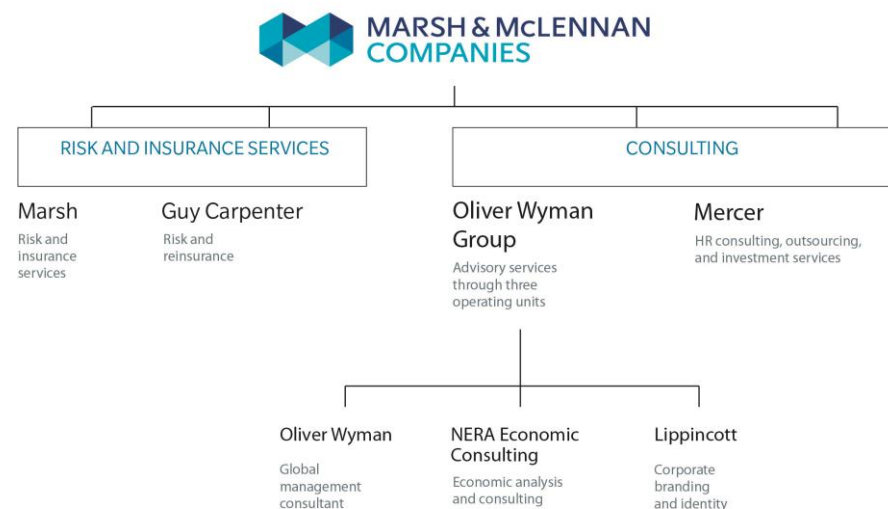 MARSH & MCLENNAN
COMPANIES
RISK AND INSURANCE SERVICES
CONSULTING
Marsh
Risk and
insurance
services
Guy Carpenter
Risk and
reinsurance
Oliver Wyman
Group
Advisory services
through three
operating units
Mercer
HR consulting, outsourcing,
and investment services
Oliver Wyman
Global
management
consultant
NERA Economic
Consulting
Economic analysis
and consulting
Lippincott
Corporate
branding
and identity